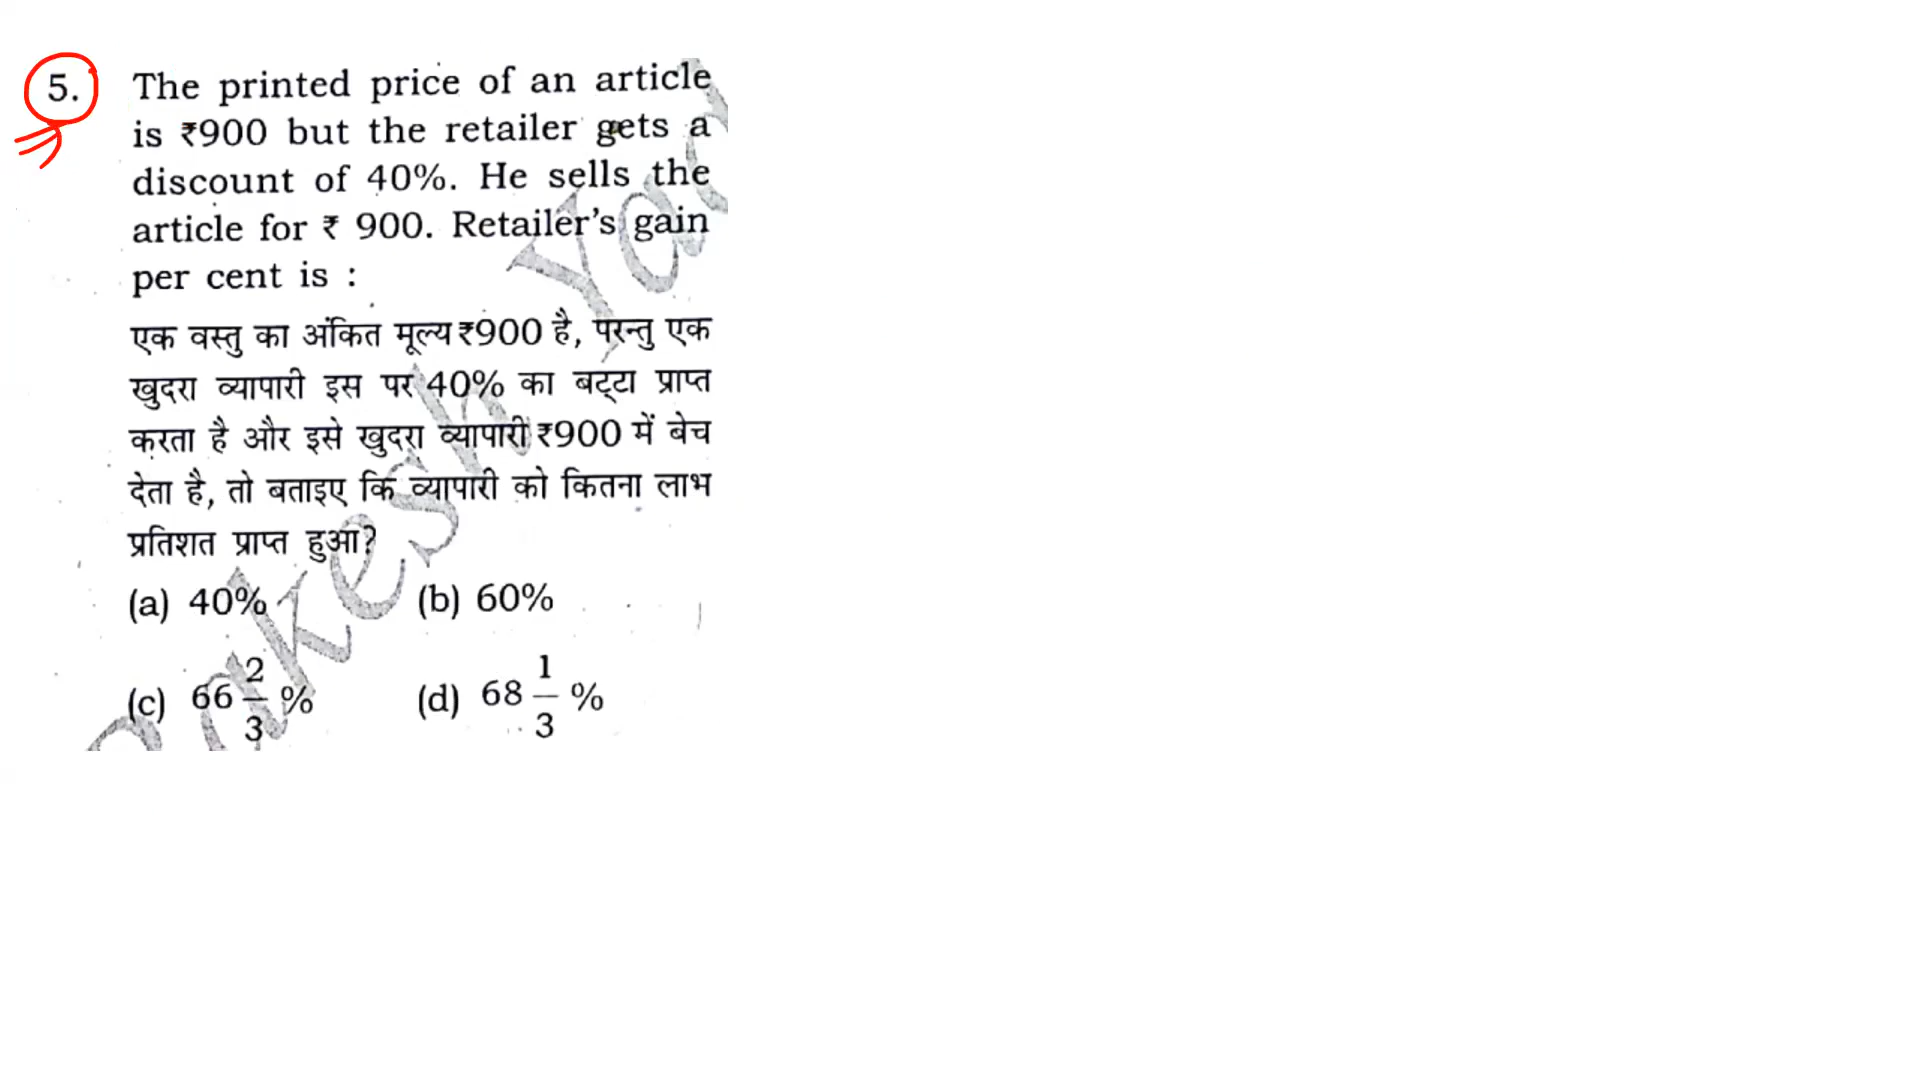 5. The printed price of an article
is ₹900 but the retailer gets a
discount of 40%. He sells the
article for ₹ 900. Retailer's gain
per cent is :
एक वस्तु का अंकित मूल्य ₹900 है, परन्तु एक
खुदरा व्यापारी इस पर 40% का बट्टा प्राप्त
करता है और इसे खुदरा व्यापारी ₹900 में बेच
देता है, तो बताइए कि व्यापारी को कितना लाभ
प्रतिशत प्राप्त हुआ?
(a) 40% (b) 60%
(c) 66 2/3 % (d) 68 1/3 %
Rakesh Yad